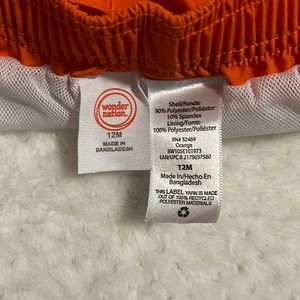 wonder
nation.
12M
MADE IN
BANGLADESH
Shell/Funda:
90% Polyester/Poliéster
10% Spandex
Lining/Forro:
100% Polyester/Poliéster
RN# 52469
Orange
12M
Made In/Hecho En
Bangladesh
THIS LABEL YARN IS MADE
OUT OF 100% RECYCLED
POLYESTER MATERIALS